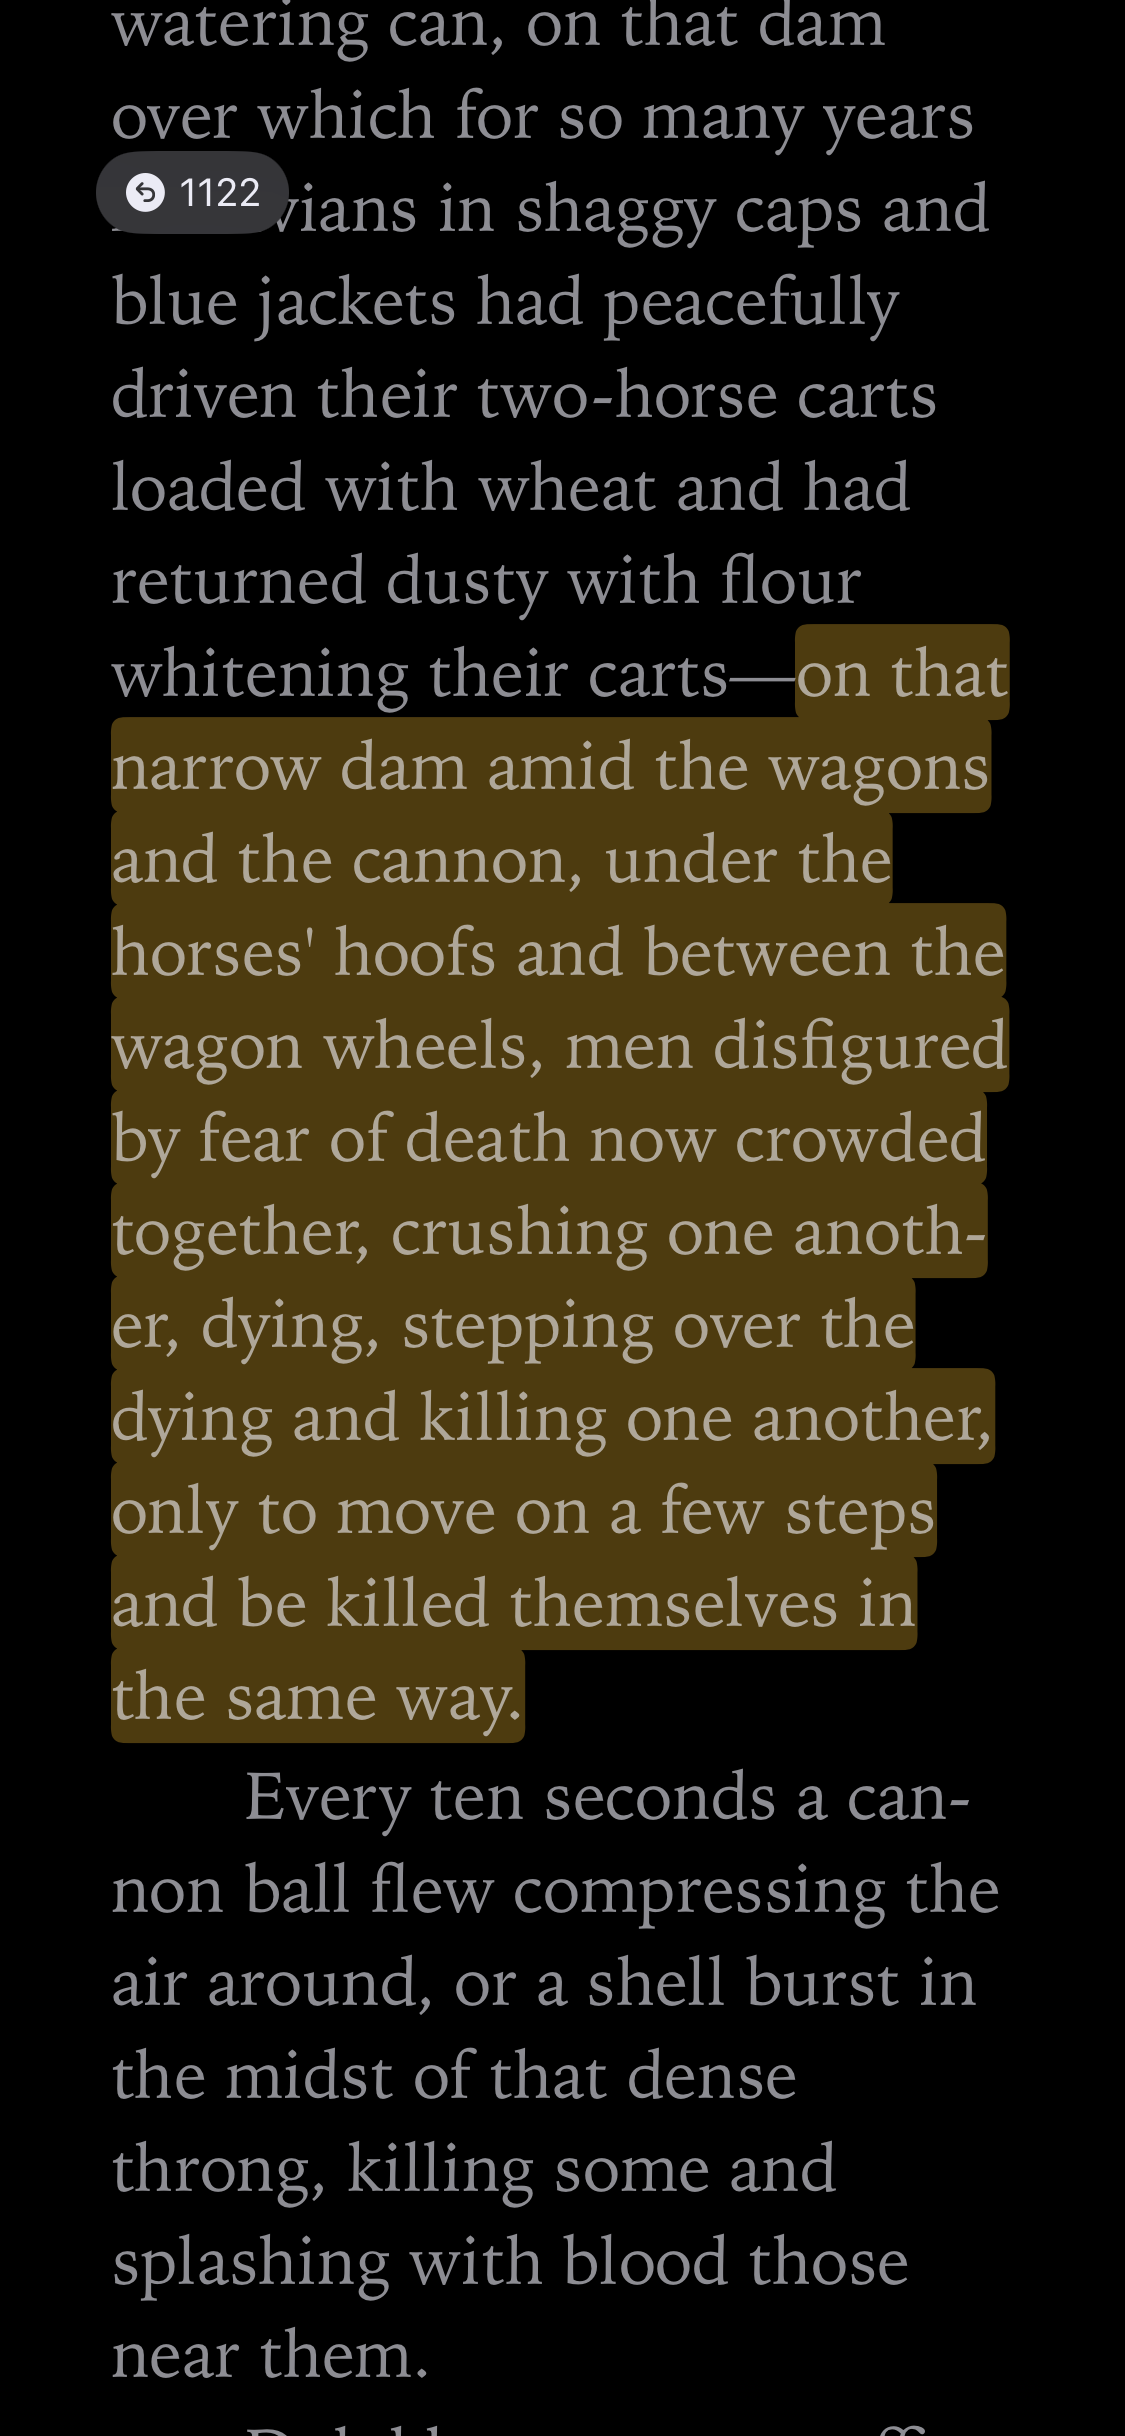 watering can, on that dam
over which for so many years
1122
in shaggy caps and
blue jackets had peacefully
driven their two-horse carts
loaded with wheat and had
returned dusty with flour
whitening their carts—on that
narrow dam amid the wagons
and the cannon, under the
horses' hoofs and between the
wagon wheels, men disfigured
by fear of death now crowded
together, crushing one anoth-
er, dying, stepping over the
dying and killing one another,
only to move on a few steps
and be killed themselves in
the same way.
Every ten seconds a can-
non ball flew compressing the
air around, or a shell burst in
the midst of that dense
throng, killing some and
splashing with blood those
near them.